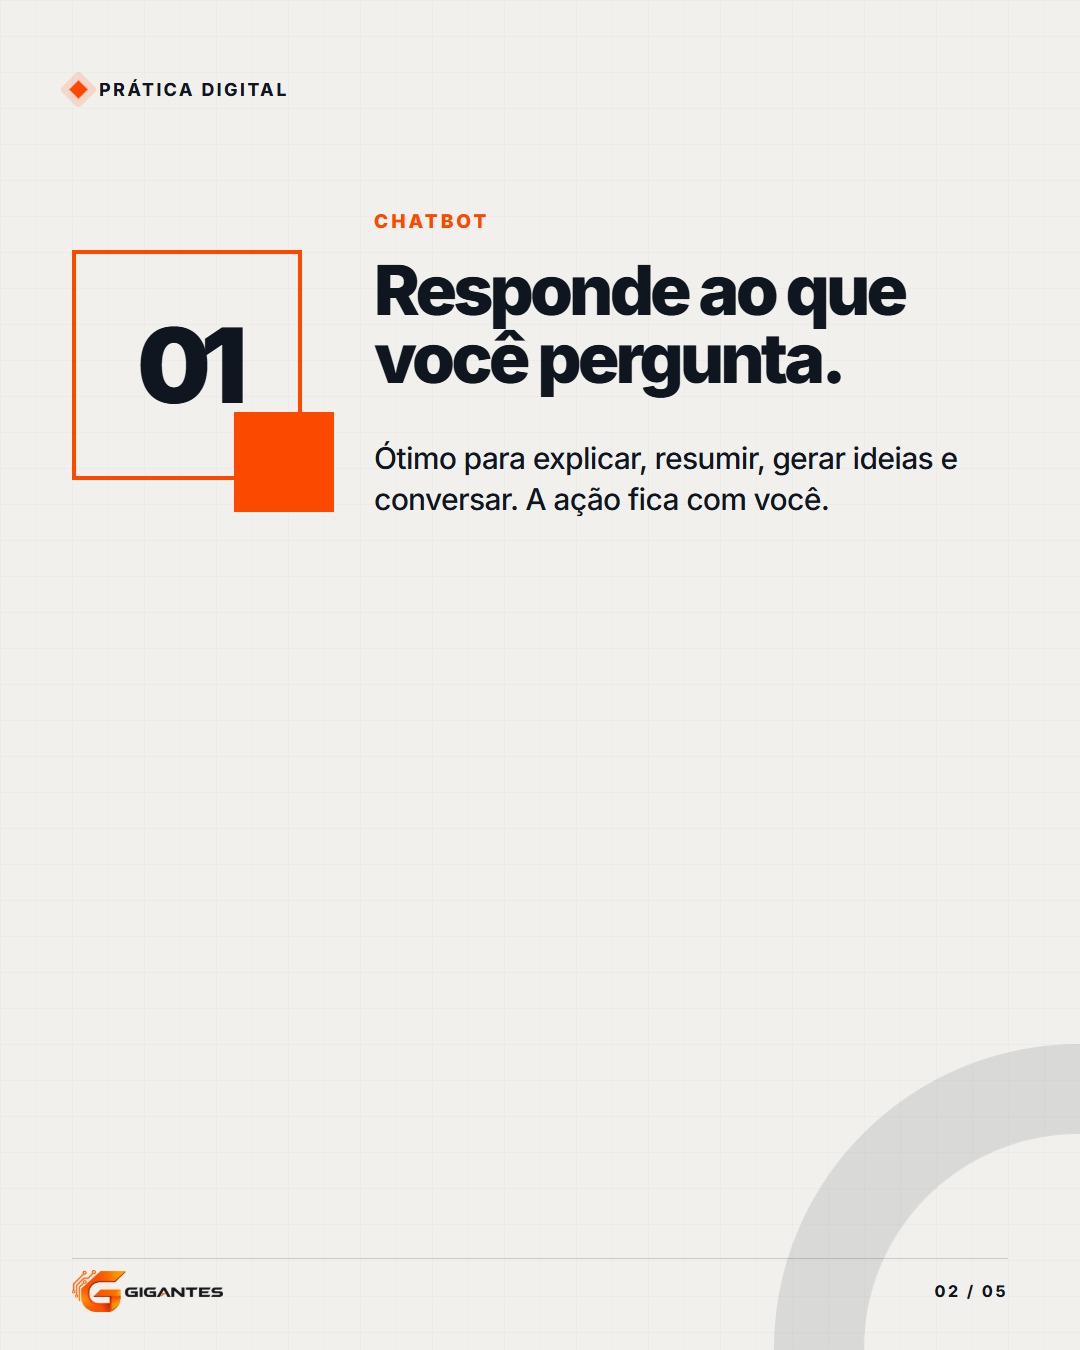 PRÁTICA DIGITAL
CHATBOT
01
Responde ao que
você pergunta.
Ótimo para explicar, resumir, gerar ideias e
conversar. A ação fica com você.
GIGANTES
02 / 05